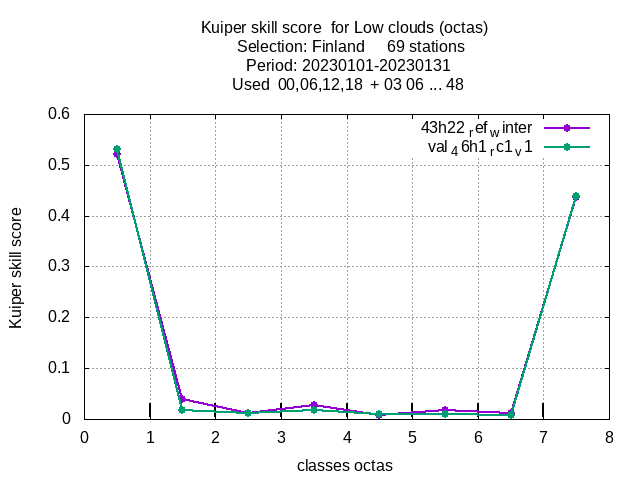 Kuiper skill score  for Low clouds (octas)
Selection: Finland     69 stations
Period: 20230101-20230131
Used  00,06,12,18  + 03 06 ... 48
43h22ᵣefwinter
val₄6h1ᵣc1ᵥ1
Kuiper skill score
0.6
0.5
0.4
0.3
0.2
0.1
0
0 1 2 3 4 5 6 7 8
classes octas